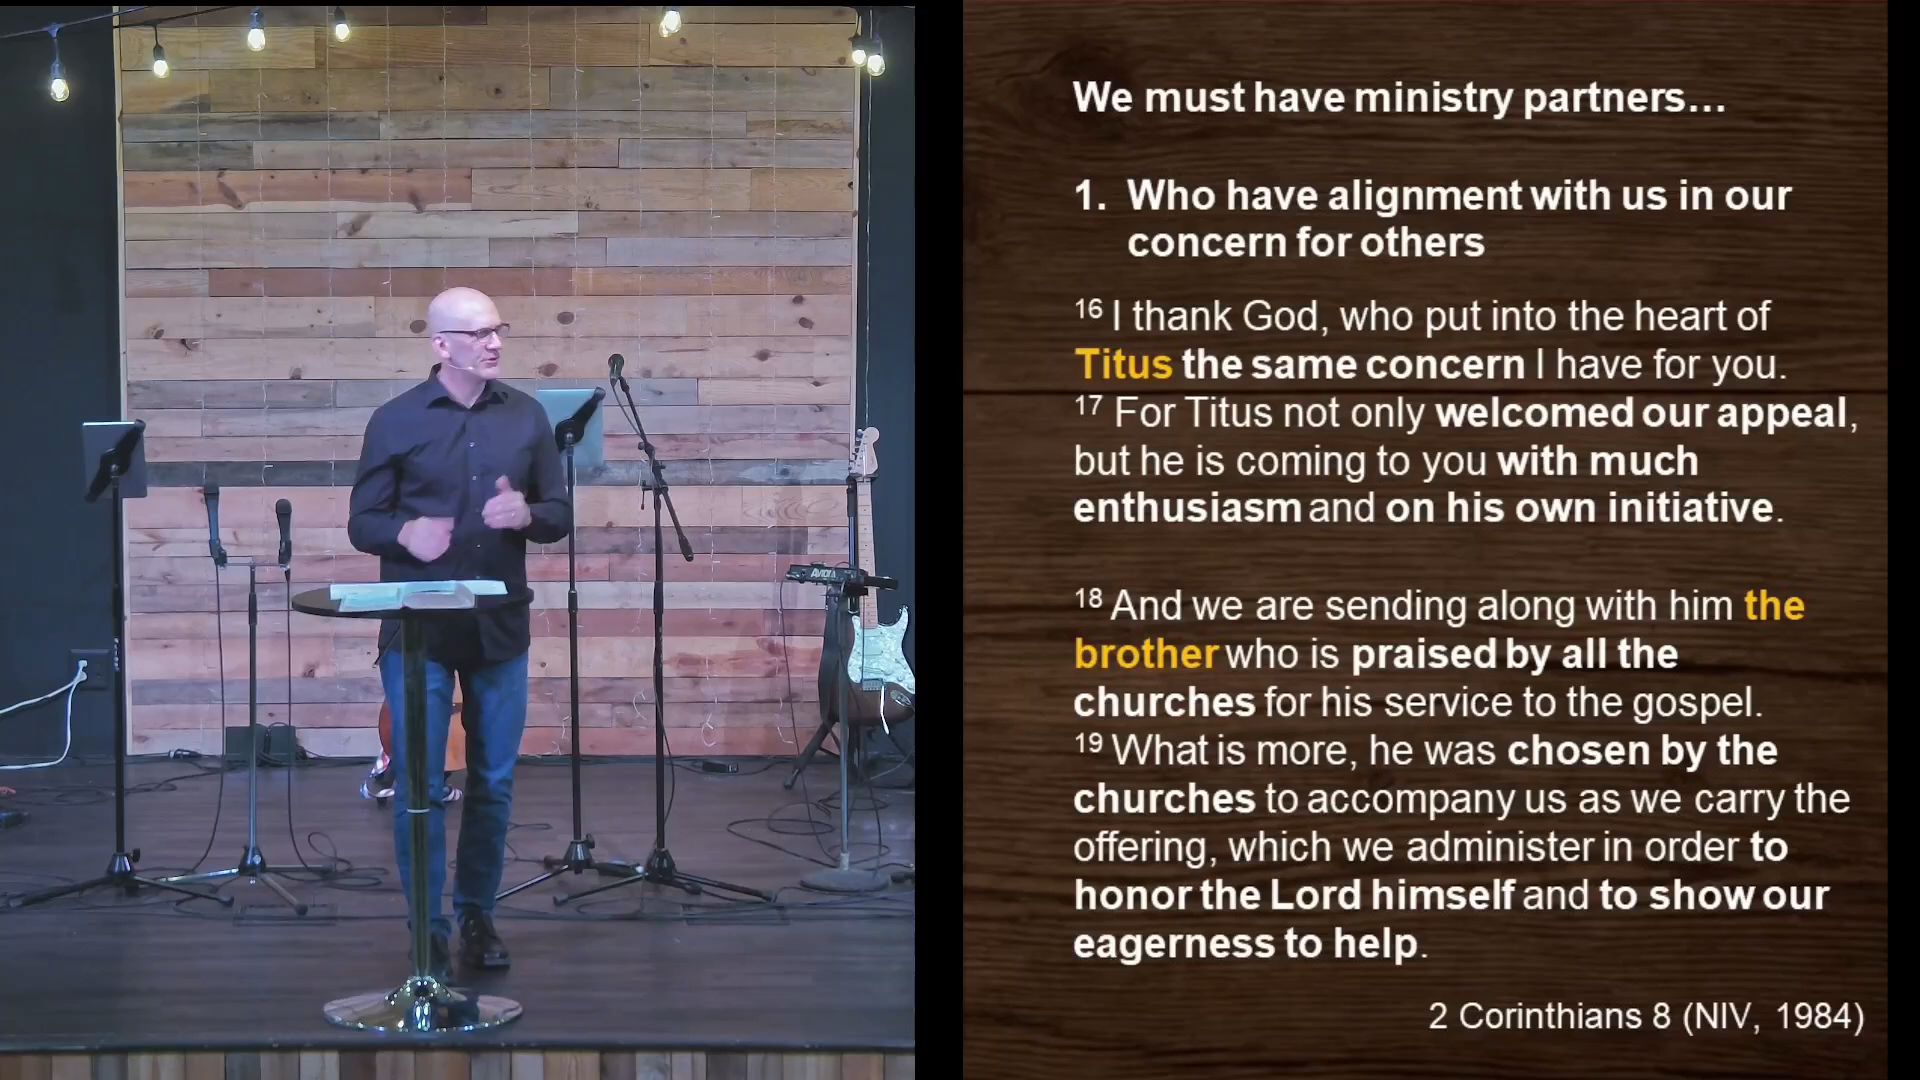 We must have ministry partners…
1. Who have alignment with us in our
concern for others
16 I thank God, who put into the heart of
Titus the same concern I have for you.
17 For Titus not only welcomed our appeal,
but he is coming to you with much
enthusiasm and on his own initiative.
18 And we are sending along with him the
brother who is praised by all the
churches for his service to the gospel.
19 What is more, he was chosen by the
churches to accompany us as we carry the
offering, which we administer in order to
honor the Lord himself and to show our
eagerness to help.
2 Corinthians 8 (NIV, 1984)